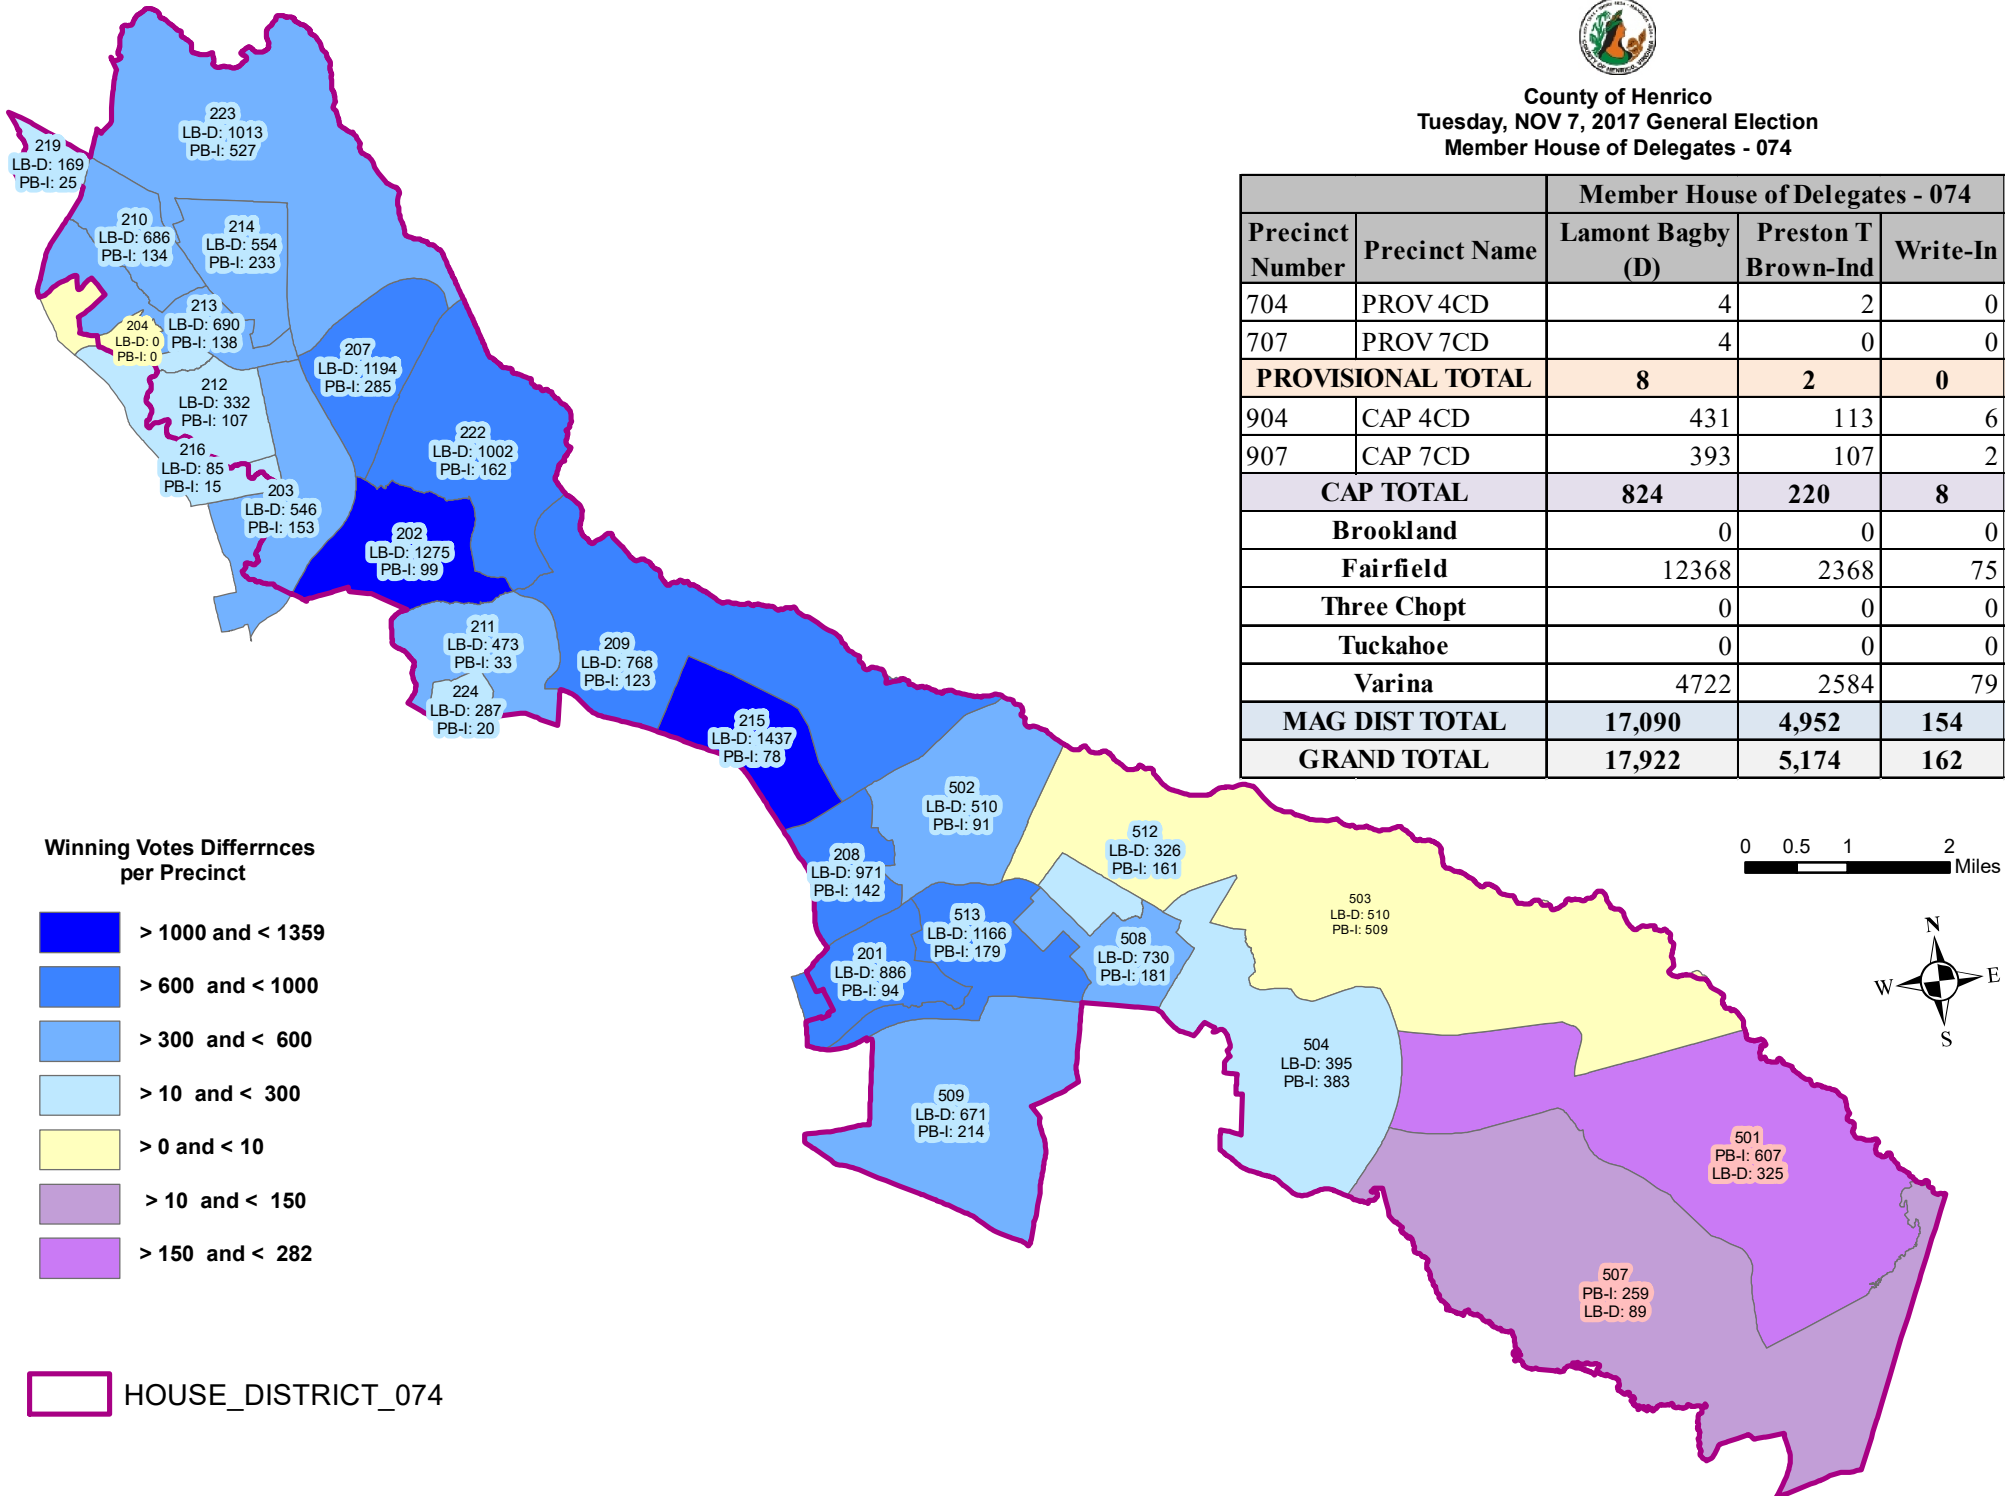 County of Henrico
Tuesday, NOV 7, 2017 General Election
Member House of Delegates - 074
Member House of Delegates - 074
Precinct Number Precinct Name Lamont Bagby (D) Preston T Brown-Ind Write-In
704 PROV 4CD 4 2 0
707 PROV 7CD 4 0 0
PROVISIONAL TOTAL 8 2 0
904 CAP 4CD 431 113 6
907 CAP 7CD 393 107 2
CAP TOTAL 824 220 8
Brookland 0 0 0
Fairfield 12368 2368 75
Three Chopt 0 0 0
Tuckahoe 0 0 0
Varina 4722 2584 79
MAG DIST TOTAL 17,090 4,952 154
GRAND TOTAL 17,922 5,174 162
223
LB-D: 1013
PB-I: 527
219
LB-D: 169
PB-I: 25
210
LB-D: 686
PB-I: 134
214
LB-D: 554
PB-I: 233
213
LB-D: 690
PB-I: 138
204
LB-D: 0
PB-I: 0
207
LB-D: 1194
PB-I: 285
212
LB-D: 332
PB-I: 107
222
LB-D: 1002
PB-I: 162
216
LB-D: 85
PB-I: 15
203
LB-D: 546
PB-I: 153
202
LB-D: 1275
PB-I: 99
211
LB-D: 473
PB-I: 33
209
LB-D: 768
PB-I: 123
224
LB-D: 287
PB-I: 20
215
LB-D: 1437
PB-I: 78
502
LB-D: 510
PB-I: 91
512
LB-D: 326
PB-I: 161
208
LB-D: 971
PB-I: 142
503
LB-D: 510
PB-I: 509
513
LB-D: 1166
PB-I: 179
508
LB-D: 730
PB-I: 181
201
LB-D: 886
PB-I: 94
504
LB-D: 395
PB-I: 383
509
LB-D: 671
PB-I: 214
501
PB-I: 607
LB-D: 325
507
PB-I: 259
LB-D: 89
0 0.5 1 2
Miles
N
W E
S
Winning Votes Differrnces
per Precinct
> 1000 and < 1359
> 600 and < 1000
> 300 and < 600
> 10 and < 300
> 0 and < 10
> 10 and < 150
> 150 and < 282
HOUSE_DISTRICT_074